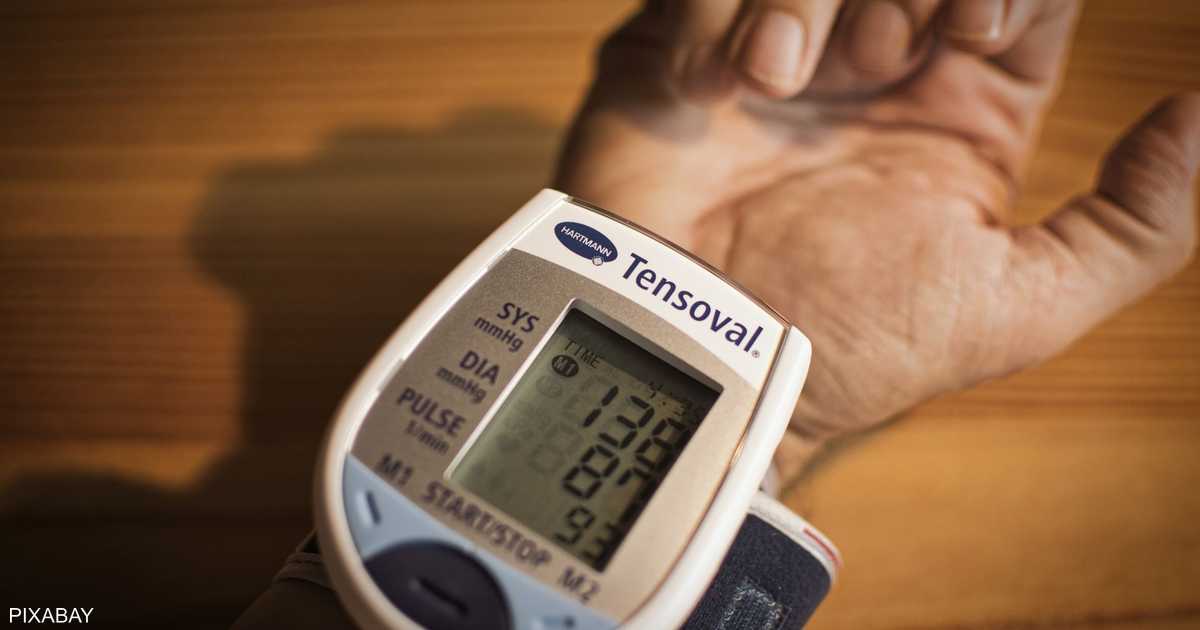 HARTMANN
Tensoval®
SYS
mmHg
DIA
mmHg
PULSE
1/min
TIME
M1
138
87
93
M1
START/STOP
M2
PIXABAY